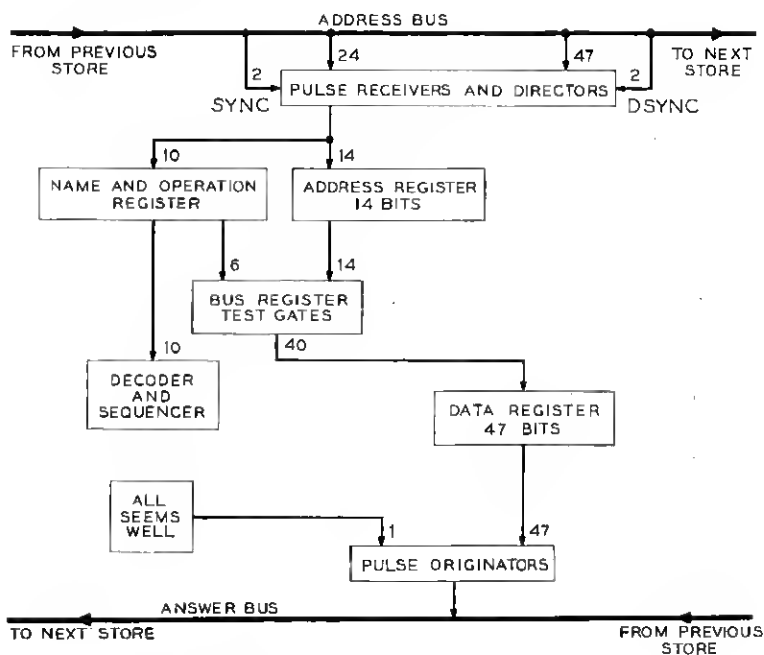 ADDRESS BUS
FROM PREVIOUS
STORE
TO NEXT
STORE
2
24
47
2
SYNC
PULSE RECEIVERS AND DIRECTORS
DSYNC
10
14
NAME AND OPERATION
REGISTER
ADDRESS REGISTER
14 BITS
6
14
BUS REGISTER
TEST GATES
10
40
DECODER
AND
SEQUENCER
DATA REGISTER
47 BITS
ALL
SEEMS
WELL
1
47
PULSE ORIGINATORS
ANSWER BUS
TO NEXT STORE
FROM PREVIOUS
STORE